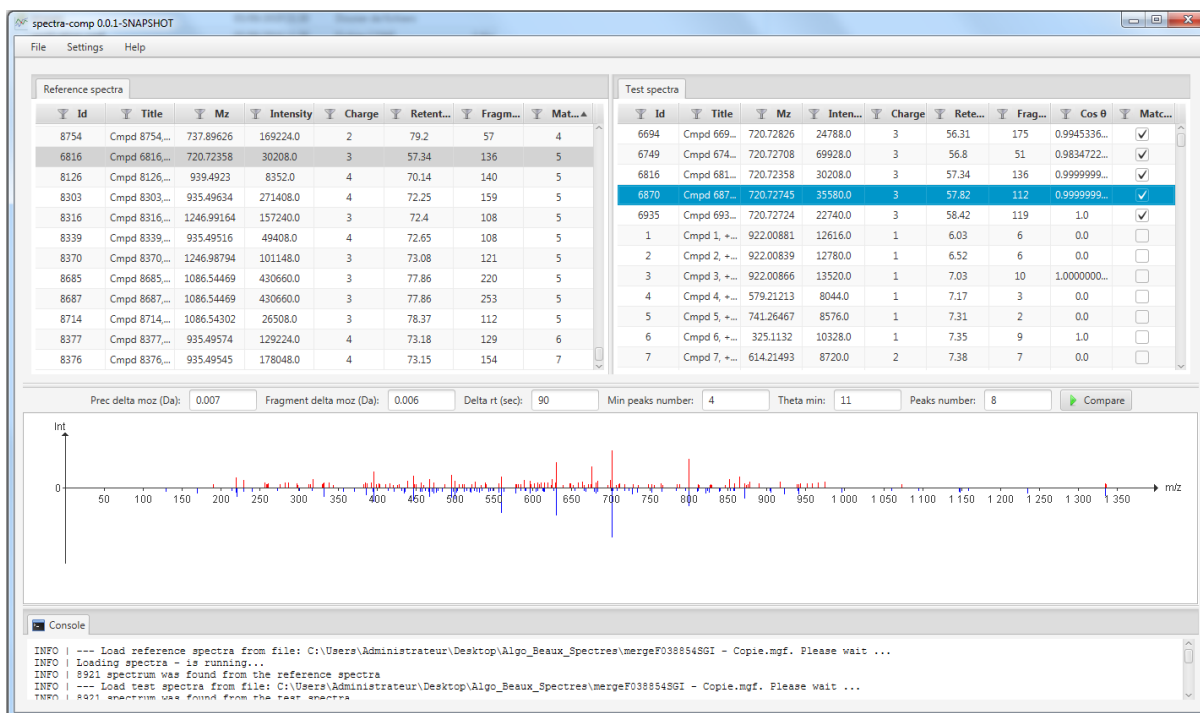 spectra-comp 0.0.1-SNAPSHOT
File Settings Help
Reference spectra
Id Title Mz Intensity Charge Retent... Fragm... Mat...
8754 Cmpd 8754,... 737.89626 169224.0 2 79.2 57 4
6816 Cmpd 6816,... 720.72358 30208.0 3 57.34 136 5
8126 Cmpd 8126,... 939.4923 8352.0 4 70.14 140 5
8303 Cmpd 8303,... 935.49634 271408.0 4 72.25 159 5
8316 Cmpd 8316,... 1246.99164 157240.0 3 72.4 108 5
8339 Cmpd 8339,... 935.49516 49408.0 4 72.65 108 5
8370 Cmpd 8370,... 1246.98794 101148.0 3 73.08 121 5
8685 Cmpd 8685,... 1086.54469 430660.0 3 77.86 220 5
8687 Cmpd 8687,... 1086.54469 430660.0 3 77.86 253 5
8714 Cmpd 8714,... 1086.54302 26508.0 3 78.37 112 5
8377 Cmpd 8377,... 935.49574 129224.0 4 73.18 129 6
8376 Cmpd 8376,... 935.49545 178048.0 4 73.15 154 7
Test spectra
Id Title Mz Inten... Charge Rete... Frag... Cos θ Matc...
6694 Cmpd 669... 720.72826 24788.0 3 56.31 175 0.9945336...
6749 Cmpd 674... 720.72708 69928.0 3 56.8 51 0.9834722...
6816 Cmpd 681... 720.72358 30208.0 3 57.34 136 0.9999999...
6870 Cmpd 687... 720.72745 35580.0 3 57.82 112 0.9999999...
6935 Cmpd 693... 720.72724 22740.0 3 58.42 119 1.0
1 Cmpd 1, +... 922.00881 12616.0 1 6.03 6 0.0
2 Cmpd 2, +... 922.00839 12780.0 1 6.52 6 0.0
3 Cmpd 3, +... 922.00866 13520.0 1 7.03 10 1.0000000...
4 Cmpd 4, +... 579.21213 8044.0 1 7.17 3 0.0
5 Cmpd 5, +... 741.26467 8576.0 1 7.31 2 0.0
6 Cmpd 6, +... 325.1132 10328.0 1 7.35 9 1.0
7 Cmpd 7, +... 614.21493 8720.0 2 7.38 7 0.0
Prec delta moz (Da): 0.007 Fragment delta moz (Da): 0.006 Delta rt (sec): 90 Min peaks number: 4 Theta min: 11 Peaks number: 8 Compare
Int
0
m/z
50 100 150 200 250 300 350 400 450 500 550 600 650 700 750 800 850 900 950 1 000 1 050 1 100 1 150 1 200 1 250 1 300 1 350
Console
INFO | --- Load reference spectra from file: C:\Users\Administrateur\Desktop\Algo_Beaux_Spectres\mergeF038854SGI - Copie.mgf. Please wait ...
INFO | Loading spectra - is running...
INFO | 8921 spectrum was found from the reference spectra
INFO | --- Load test spectra from file: C:\Users\Administrateur\Desktop\Algo_Beaux_Spectres\mergeF038854SGI - Copie.mgf. Please wait ...
INFO | 8921 spectrum was found from the test spectra